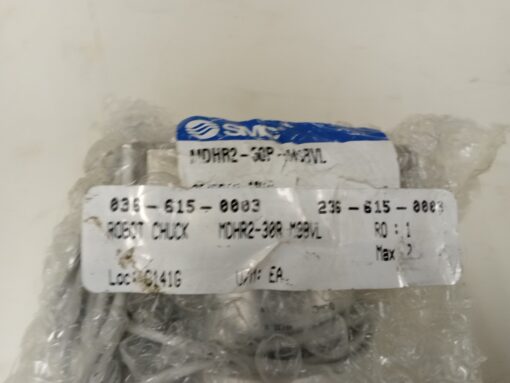 SMC
MDHR2-30R-M9BVL
036-615-0003 236-615-0003
ROBOT CHUCK MDHR2-30R M9BVL RO: 1
Max 2
Loc: C141G U/M: EA